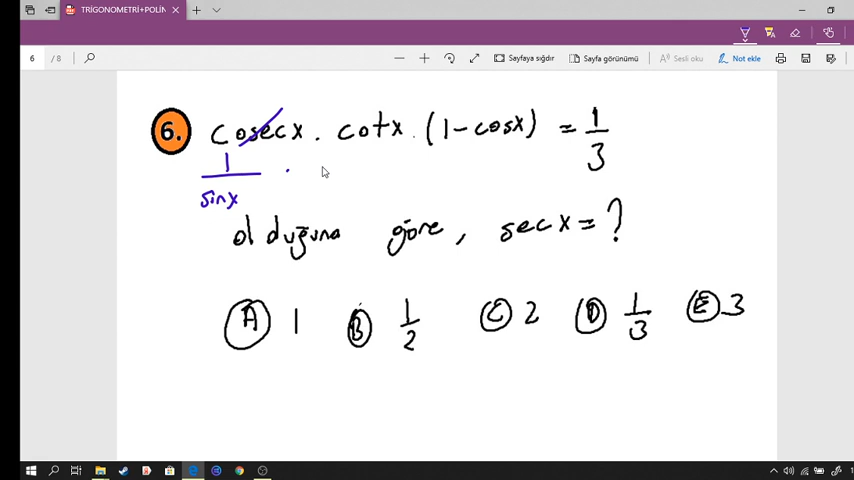 TRİGONOMETRİ+POLİN
6 / 8
Sayfaya sığdır
Sayfa görünümü
Sesli oku
Not ekle
6. cosecx . cotx . (1-cosx) = 1/3
1/sinx .
olduğuna göre, secx = ?
A 1 B 1/2 C 2 D 1/3 E 3